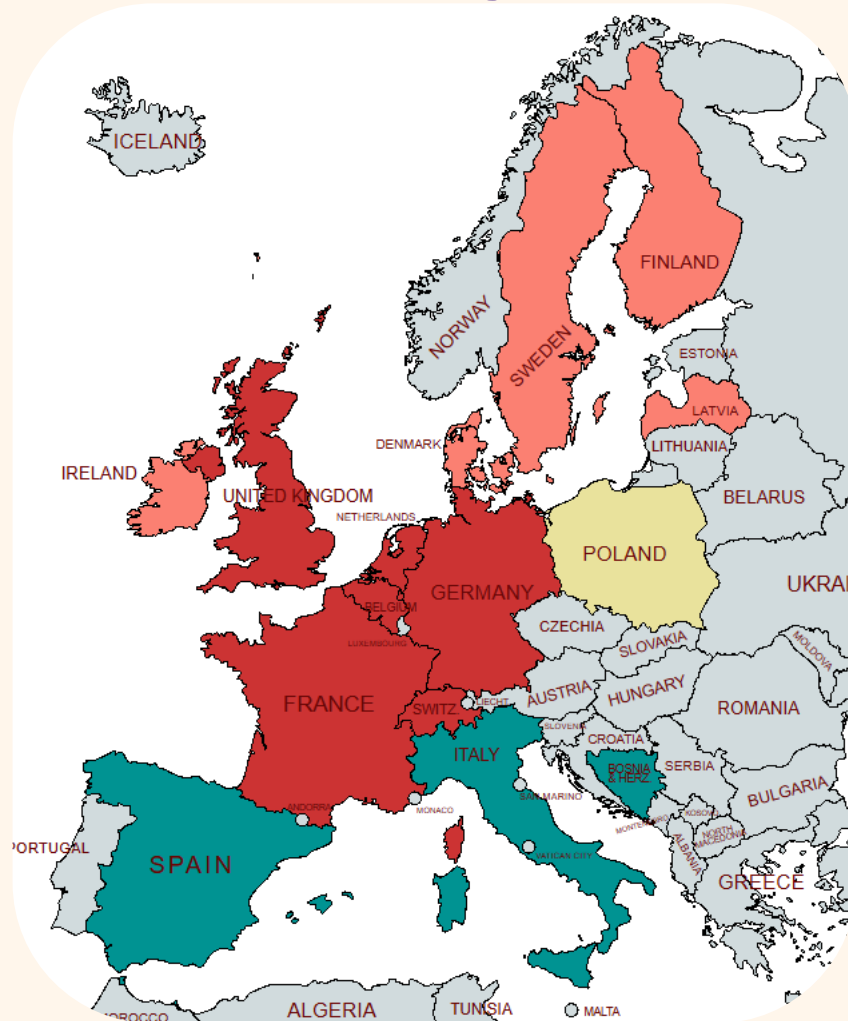 ICELAND
FINLAND
NORWAY
SWEDEN
ESTONIA
LATVIA
DENMARK
LITHUANIA
IRELAND
UNITED KINGDOM
BELARUS
NETHERLANDS
POLAND
UKRAI
GERMANY
BELGIUM
CZECHIA
LUXEMBOURG
SLOVAKIA
MOLDOVA
FRANCE
SWITZ.
LIECHT.
AUSTRIA
HUNGARY
ROMANIA
SLOVENIA
ITALY
CROATIA
BOSNIA
& HERZ.
SERBIA
BULGARIA
SAN MARINO
ANDORRA
MONACO
KOSOVO
MONTENEGRO
NORTH
MACEDONIA
ALBANIA
PORTUGAL
SPAIN
VATICAN CITY
GREECE
MOROCCO
ALGERIA
TUNISIA
MALTA